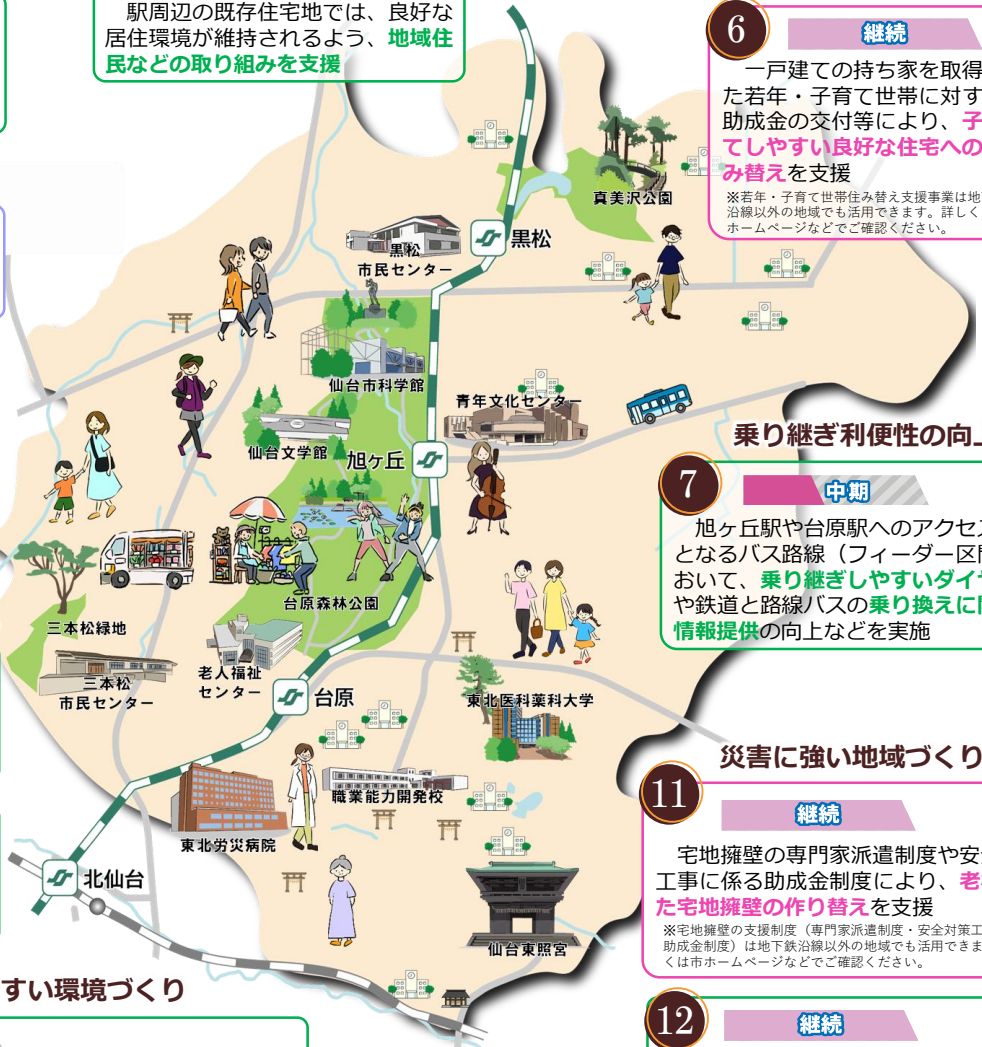 駅周辺の既存住宅地では、良好な
居住環境が維持されるよう、地域住
民などの取り組みを支援
6
継続
一戸建ての持ち家を取得
た若年・子育て世帯に対す
助成金の交付等により、子
てしやすい良好な住宅への
み替えを支援
※若年・子育て世帯住み替え支援事業は地
沿線以外の地域でも活用できます。詳しく
ホームページなどでご確認ください。
真美沢公園
黒松
黒松
市民センター
仙台市科学館
青年文化センター
仙台文学館
旭ヶ丘
乗り継ぎ利便性の向上
7
中期
旭ヶ丘駅や台原駅へのアクセス
となるバス路線(フィーダー区間
おいて、乗り継ぎしやすいダイヤ
や鉄道と路線バスの乗り換えに関
情報提供の向上などを実施
台原森林公園
三本松緑地
三本松
市民センター
老人福祉
センター
台原
東北医科薬科大学
職業能力開発校
東北労災病院
北仙台
仙台東照宮
災害に強い地域づくり
11
継続
宅地擁壁の専門家派遣制度や安全
工事に係る助成金制度により、老朽
た宅地擁壁の作り替えを支援
※宅地擁壁の支援制度(専門家派遣制度・安全対策工
助成金制度)は地下鉄沿線以外の地域でも活用できま
くは市ホームページなどでご確認ください。
すい環境づくり
12
継続